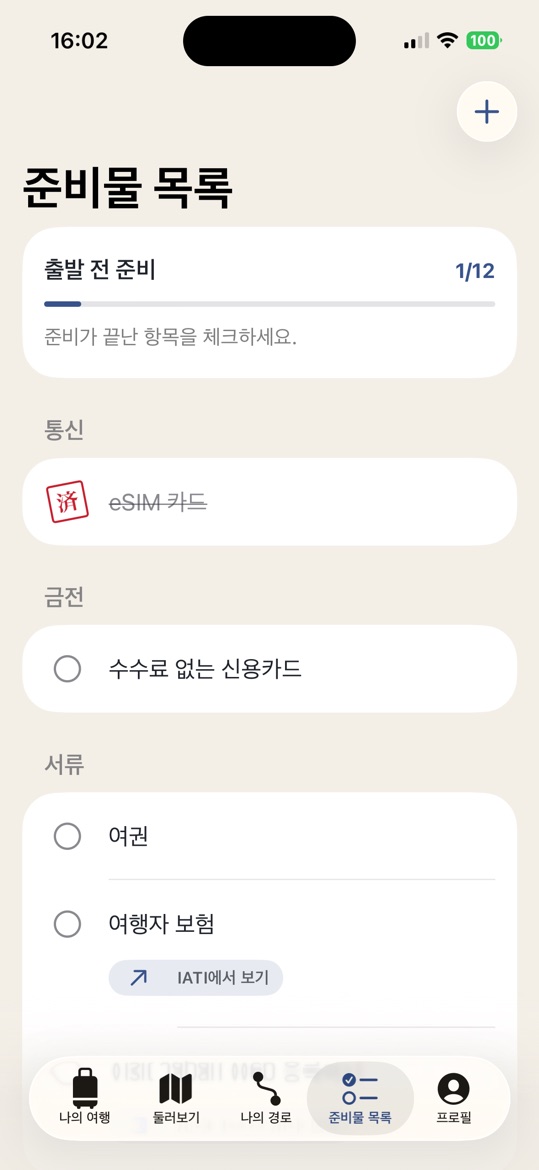 16:02
100
준비물 목록
출발 전 준비
1/12
준비가 끝난 항목을 체크하세요.
통신
済
eSIM 카드
금전
수수료 없는 신용카드
서류
여권
여행자 보험
IATI에서 보기
나의 여행
둘러보기
나의 경로
준비물 목록
프로필